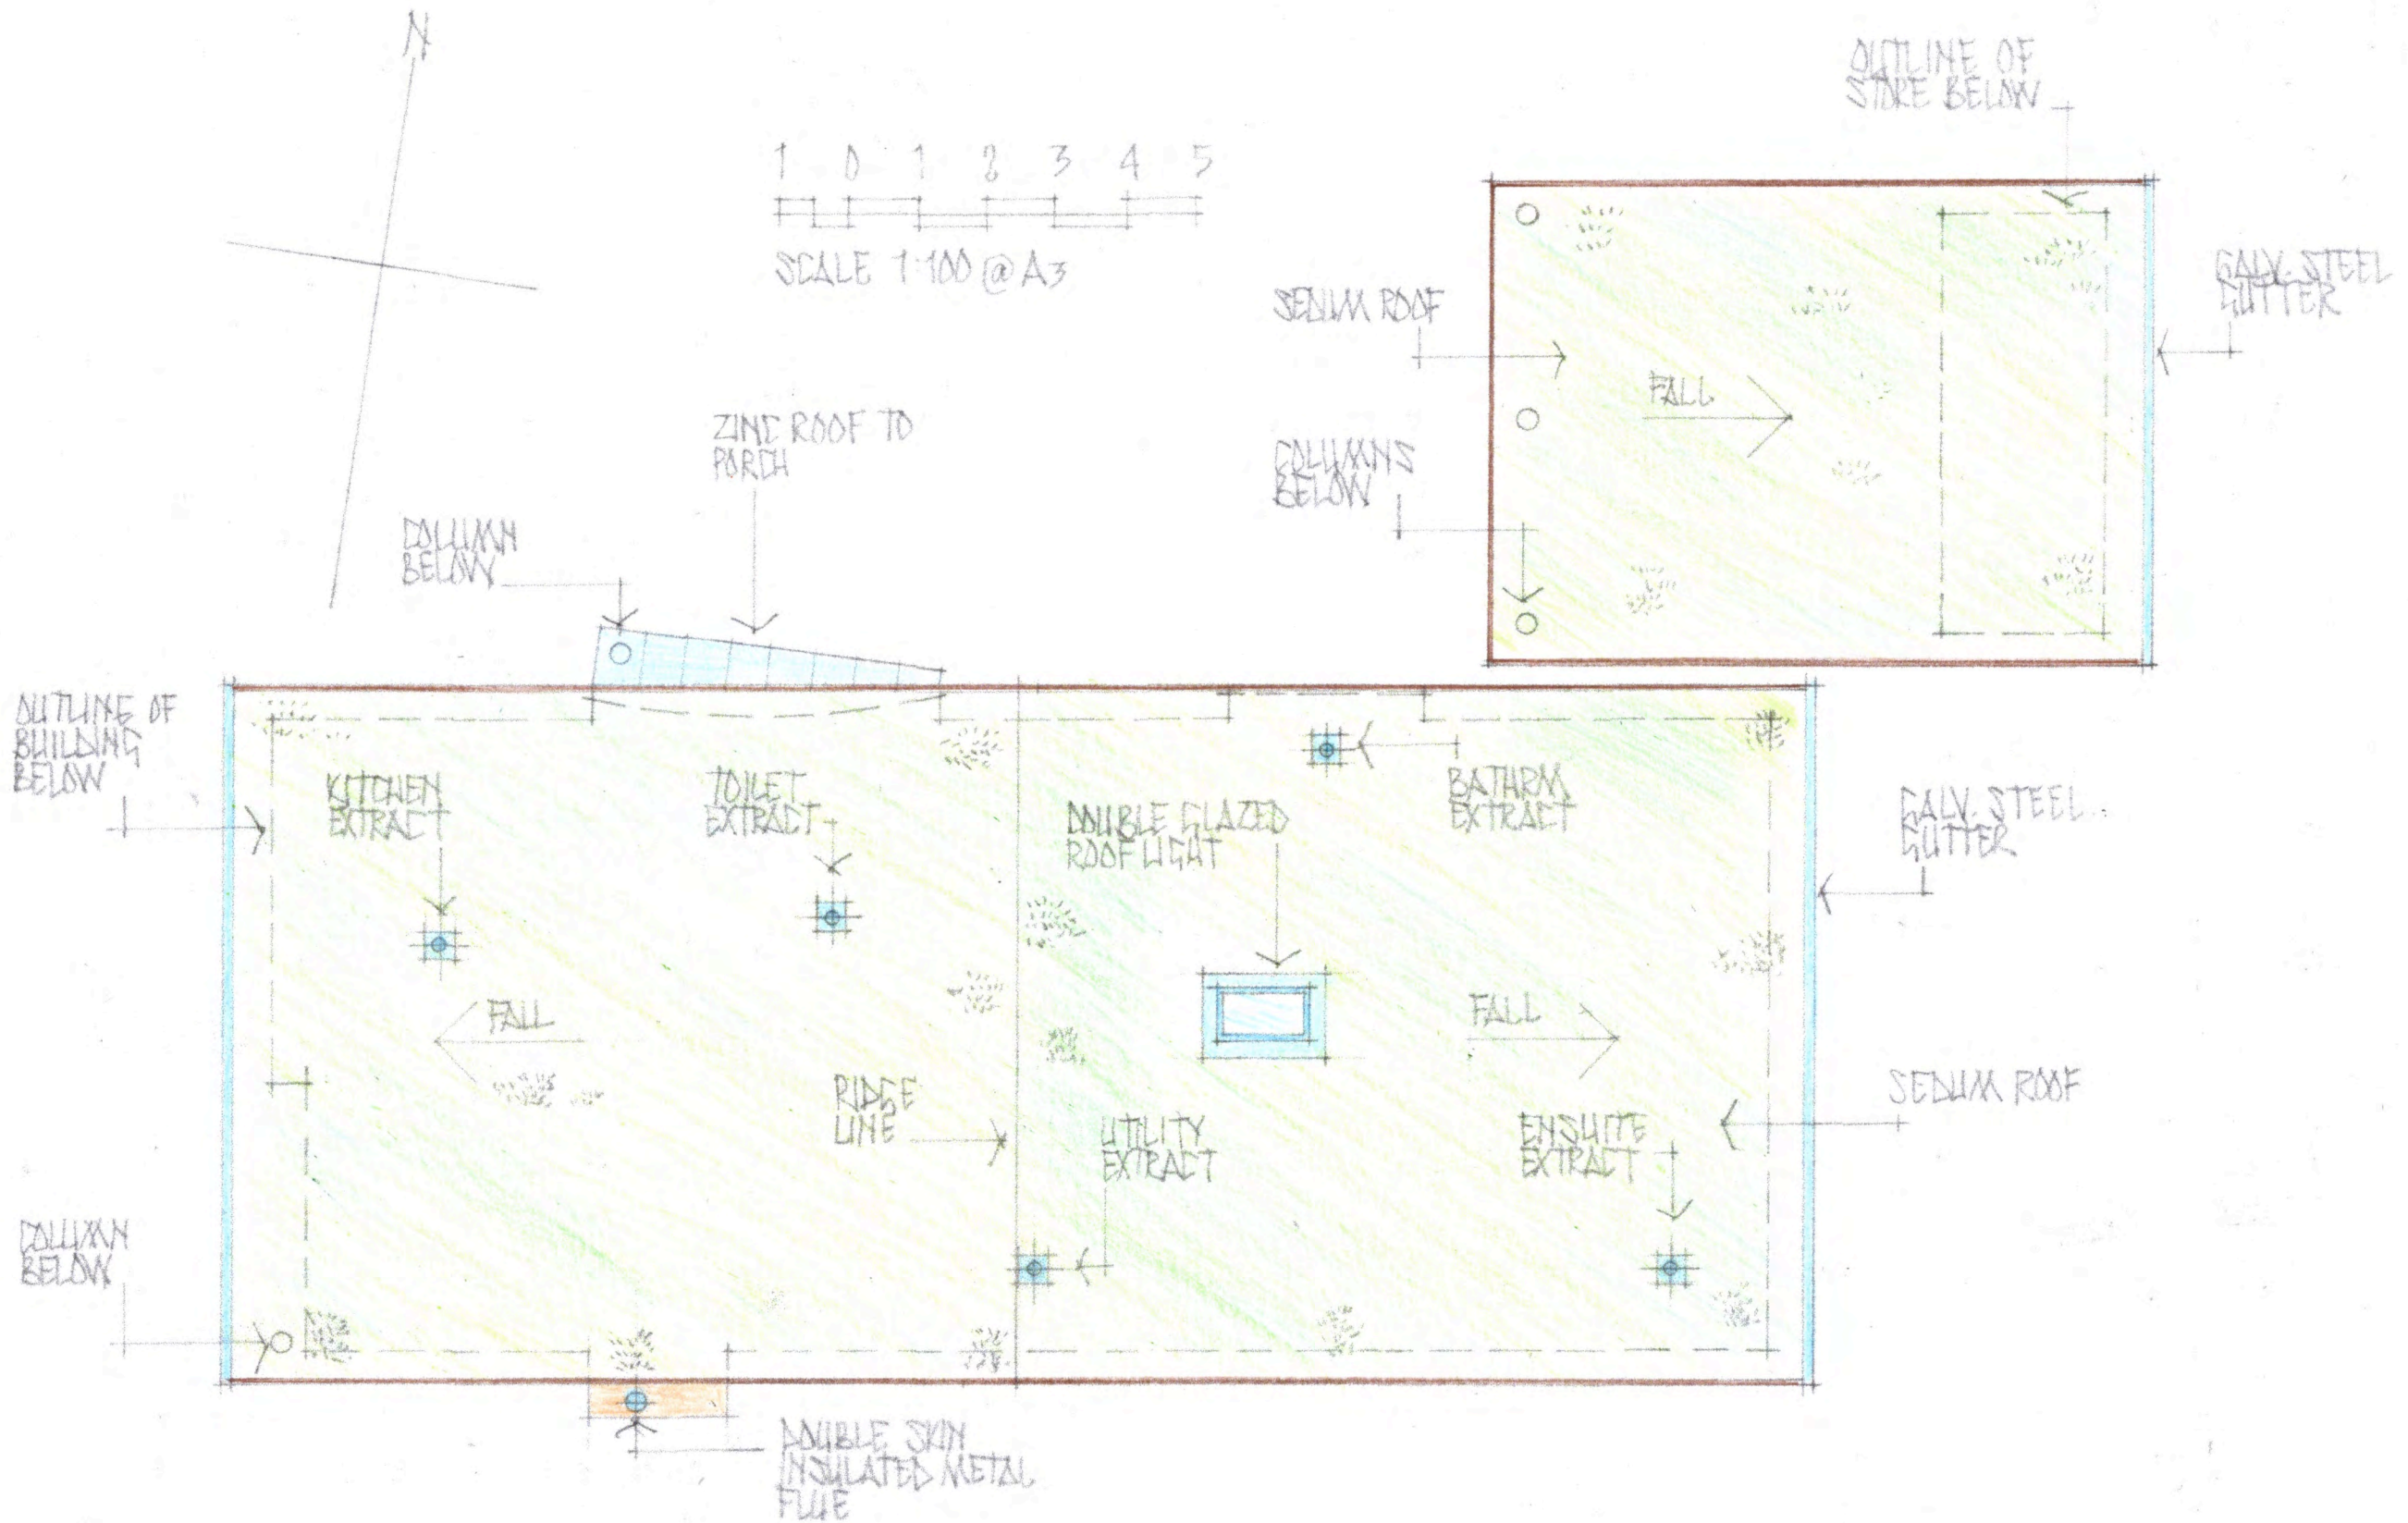 N
OUTLINE OF
STORE BELOW
1 0 1 2 3 4 5
SCALE 1:100 @ A3
GALV. STEEL
GUTTER
SEDUM ROOF
FALL
ZINC ROOF TO
PORCH
COLUMNS
BELOW
COLUMN
BELOW
OUTLINE OF
BUILDING
BELOW
KITCHEN
EXTRACT
TOILET
EXTRACT
DOUBLE GLAZED
ROOF LIGHT
BATHRM
EXTRACT
GALV. STEEL
GUTTER
FALL
FALL
RIDGE
LINE
UTILITY
EXTRACT
ENSUITE
EXTRACT
SEDUM ROOF
COLUMN
BELOW
DOUBLE SKIN
INSULATED METAL
FLUE